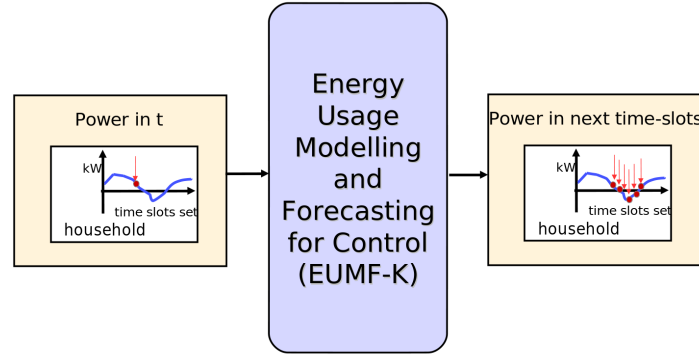 Power in t
kW
time slots set
household
Energy
Usage
Modelling
and
Forecasting
for Control
(EUMF-K)
Power in next time-slots
kW
time slots set
household